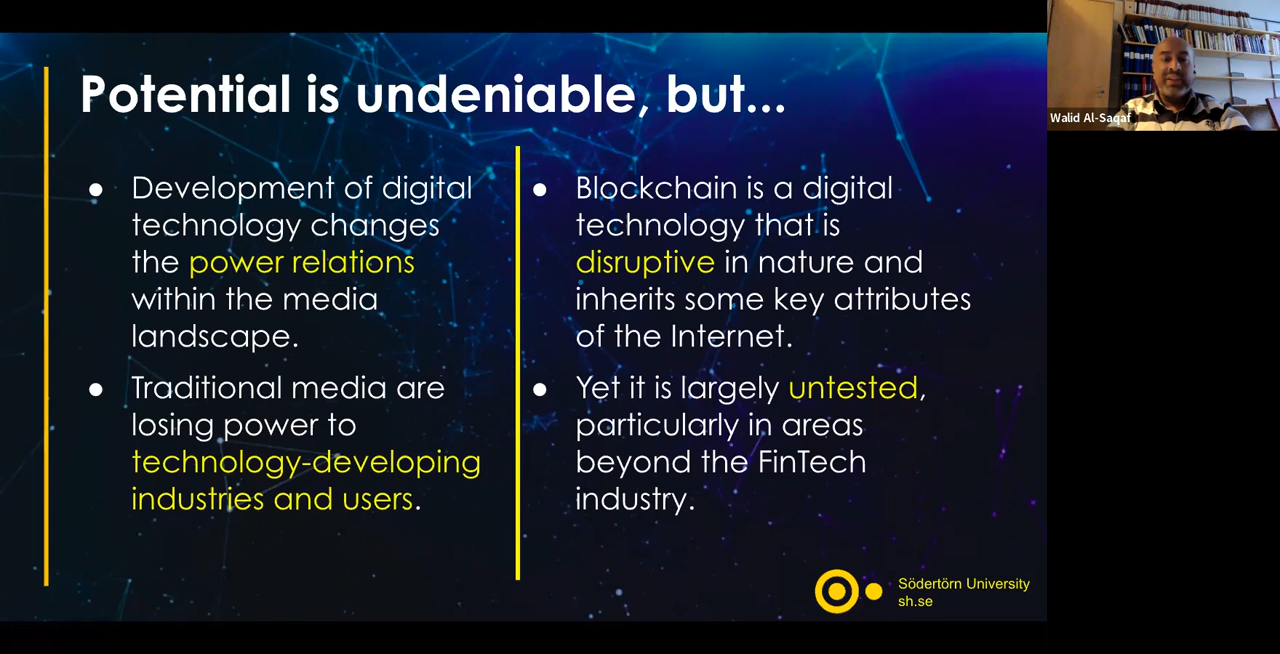 Potential is undeniable, but...
● Development of digital
technology changes
the power relations
within the media
landscape.
● Traditional media are
losing power to
technology-developing
industries and users.
● Blockchain is a digital
technology that is
disruptive in nature and
inherits some key attributes
of the Internet.
● Yet it is largely untested,
particularly in areas
beyond the FinTech
industry.
Södertörn University
sh.se
Walid Al-Saqaf